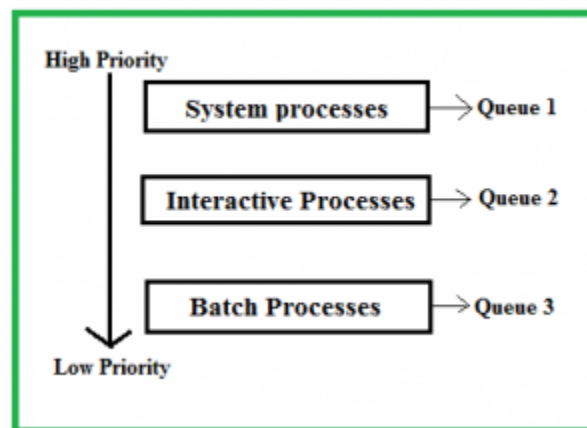 High Priority
System processes
Queue 1
Interactive Processes
Queue 2
Batch Processes
Queue 3
Low Priority